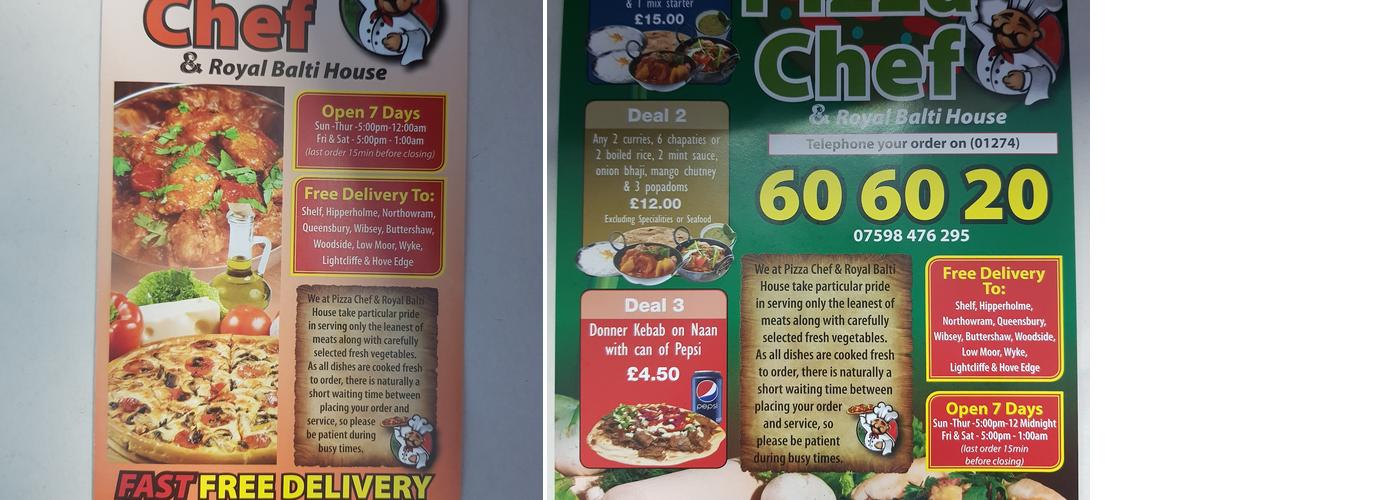 Chef
& Royal Balti House
Open 7 Days
Sun -Thur -5:00pm-12:00am
Fri & Sat - 5:00pm - 1:00am
(last order 15min before closing)
Free Delivery To:
Shelf, Hipperholme, Northowram,
Queensbury, Wibsey, Buttershaw,
Woodside, Low Moor, Wyke,
Lightcliffe & Hove Edge
We at Pizza Chef & Royal Balti
House take particular pride
in serving only the leanest of
meats along with carefully
selected fresh vegetables.
As all dishes are cooked fresh
to order, there is naturally a
short waiting time between
placing your order and
service, so please
be patient during
busy times.
FAST FREE DELIVERY
& 1 mix starter
£15.00
Deal 2
Any 2 curries, 6 chapaties or
2 boiled rice, 2 mint sauce,
onion bhaji, mango chutney
& 3 popadoms
£12.00
Excluding Specialities or Seafood
Deal 3
Donner Kebab on Naan
with can of Pepsi
£4.50
pepsi
Pizza
Chef
& Royal Balti House
Telephone your order on (01274)
60 60 20
07598 476 295
We at Pizza Chef & Royal Balti
House take particular pride
in serving only the leanest of
meats along with carefully
selected fresh vegetables.
As all dishes are cooked fresh
to order, there is naturally a
short waiting time between
placing your order
and service, so
please be patient
during busy times.
Free Delivery
To:
Shelf, Hipperholme,
Northowram, Queensbury,
Wibsey, Buttershaw, Woodside,
Low Moor, Wyke,
Lightcliffe & Hove Edge
Open 7 Days
Sun -Thur -5:00pm-12 Midnight
Fri & Sat - 5:00pm - 1:00am
(last order 15min
before closing)